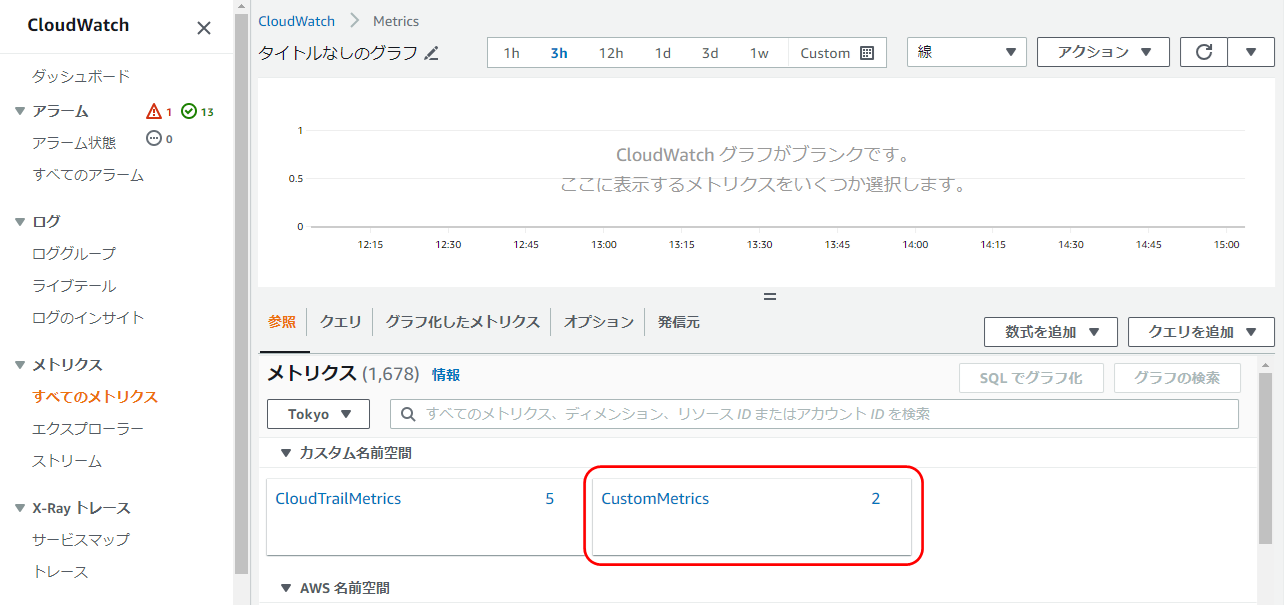 CloudWatch
ダッシュボード
アラーム 1 13
0
アラーム状態
すべてのアラーム
ログ
ロググループ
ライブテール
ログのインサイト
メトリクス
すべてのメトリクス
エクスプローラー
ストリーム
X-Ray トレース
サービスマップ
トレース
CloudWatch Metrics
タイトルなしのグラフ 1h 3h 12h 1d 3d 1w Custom 線 アクション
1
CloudWatch グラフがブランクです。
0.5
ここに表示するメトリクスをいくつか選択します。
0
12:15 12:30 12:45 13:00 13:15 13:30 13:45 14:00 14:15 14:30 14:45 15:00
参照 クエリ グラフ化したメトリクス オプション 発信元 数式を追加 クエリを追加
メトリクス (1,678) 情報 SQL でグラフ化 グラフの検索
Tokyo すべてのメトリクス、ディメンション、リソース ID またはアカウント ID を検索
カスタム名前空間
CloudTrailMetrics 5 CustomMetrics 2
AWS 名前空間